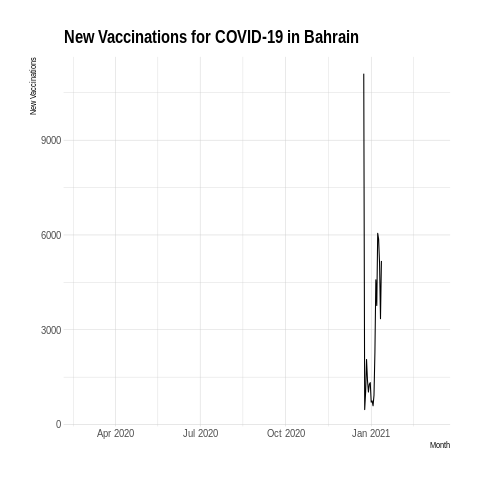 New Vaccinations for COVID-19 in Bahrain
New Vaccinations
9000
6000
3000
0
Apr 2020
Jul 2020
Oct 2020
Jan 2021
Month